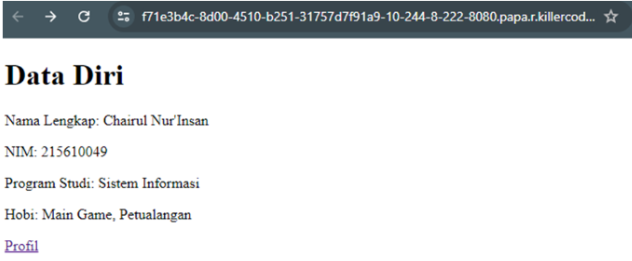 f71e3b4c-8d00-4510-b251-31757d7f91a9-10-244-8-222-8080.papa.r.killercod...
Data Diri
Nama Lengkap: Chairul Nur'Insan
NIM: 215610049
Program Studi: Sistem Informasi
Hobi: Main Game, Petualangan
Profil